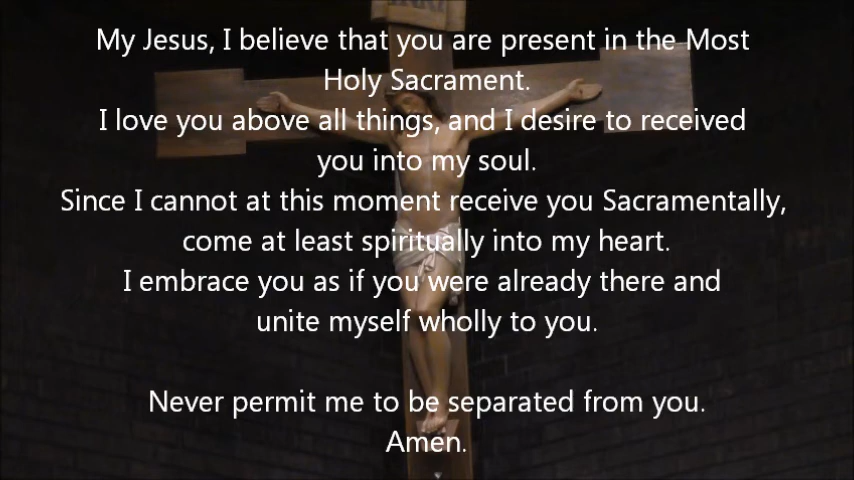 INRI
My Jesus, I believe that you are present in the Most
Holy Sacrament.
I love you above all things, and I desire to received
you into my soul.
Since I cannot at this moment receive you Sacramentally,
come at least spiritually into my heart.
I embrace you as if you were already there and
unite myself wholly to you.
Never permit me to be separated from you.
Amen.